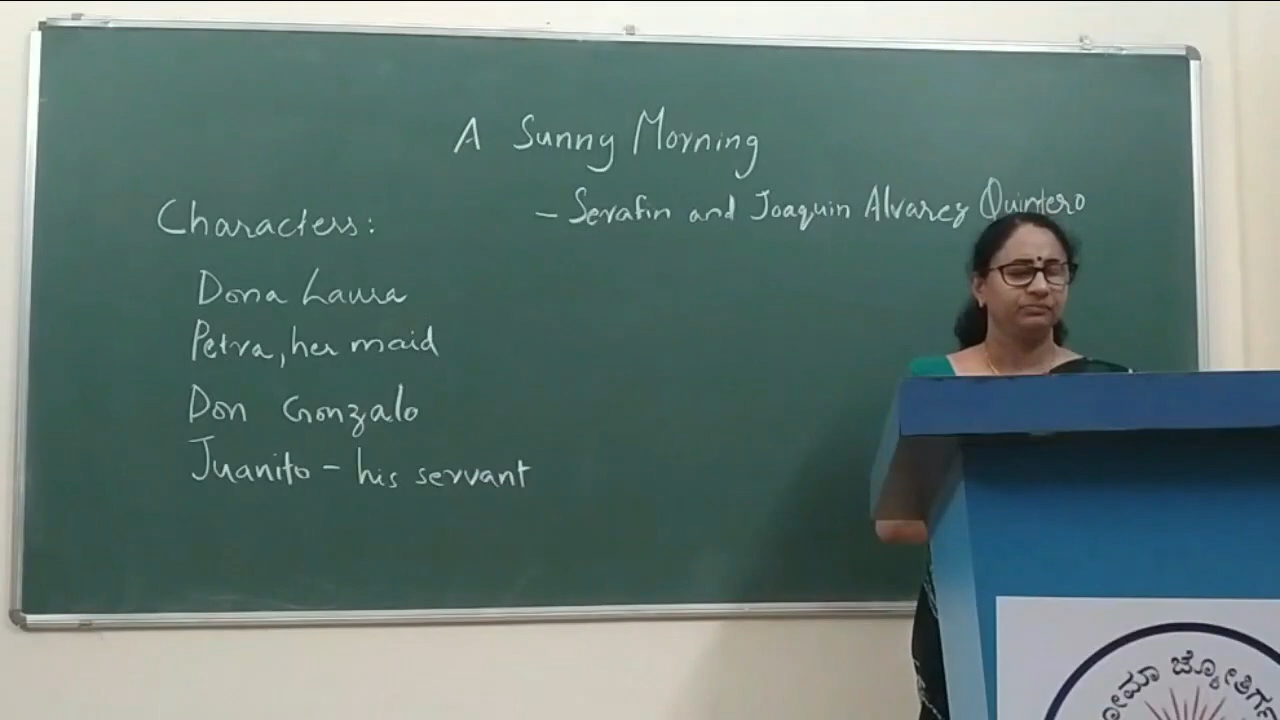 A Sunny Morning
- Serafin and Joaquin Alvarez Quintero
Characters:
Dona Laura
Petra, her maid
Don Gonzalo
Juanito - his servant
ಜ್ಯೋತಿರ್ಗ